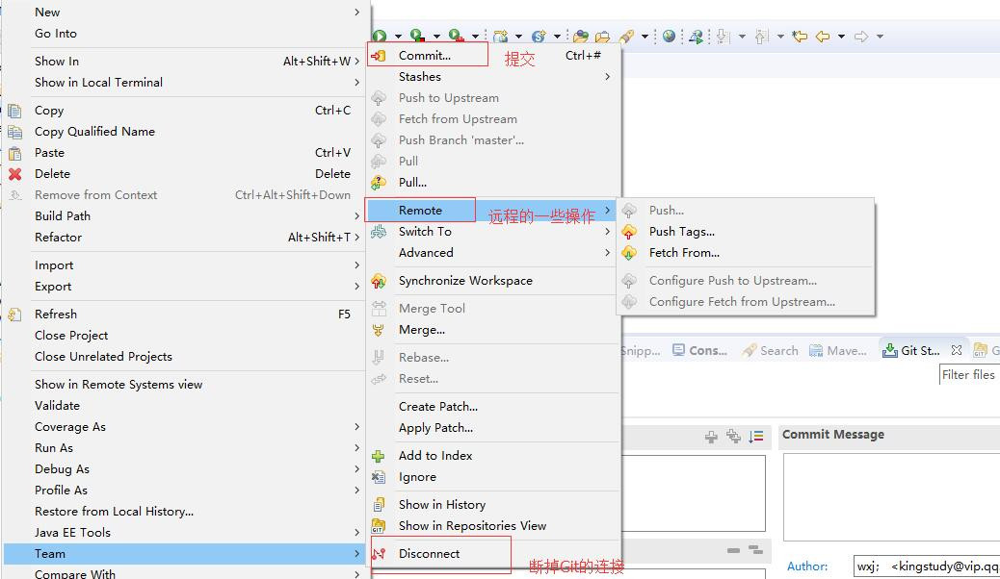 New
Go Into
Show In Alt+Shift+W
Show in Local Terminal
Copy Ctrl+C
Copy Qualified Name
Paste Ctrl+V
Delete Delete
Remove from Context Ctrl+Alt+Shift+Down
Build Path
Refactor Alt+Shift+T
Import
Export
Refresh F5
Close Project
Close Unrelated Projects
Show in Remote Systems view
Validate
Coverage As
Run As
Debug As
Profile As
Restore from Local History...
Java EE Tools
Team
Compare With
Commit... 提交 Ctrl+#
Stashes
Push to Upstream
Fetch from Upstream
Push Branch 'master'...
Pull
Pull...
Remote 远程的一些操作
Switch To
Advanced
Synchronize Workspace
Merge Tool
Merge...
Rebase...
Reset...
Create Patch...
Apply Patch...
Add to Index
Ignore
Show in History
Show in Repositories View
Disconnect 断掉Git的连接
Push...
Push Tags...
Fetch From...
Configure Push to Upstream...
Configure Fetch from Upstream...
Snipp... Cons... Search Mave... Git St... G
Filter files
Commit Message
Author: wxj; <kingstudy@vip.qq